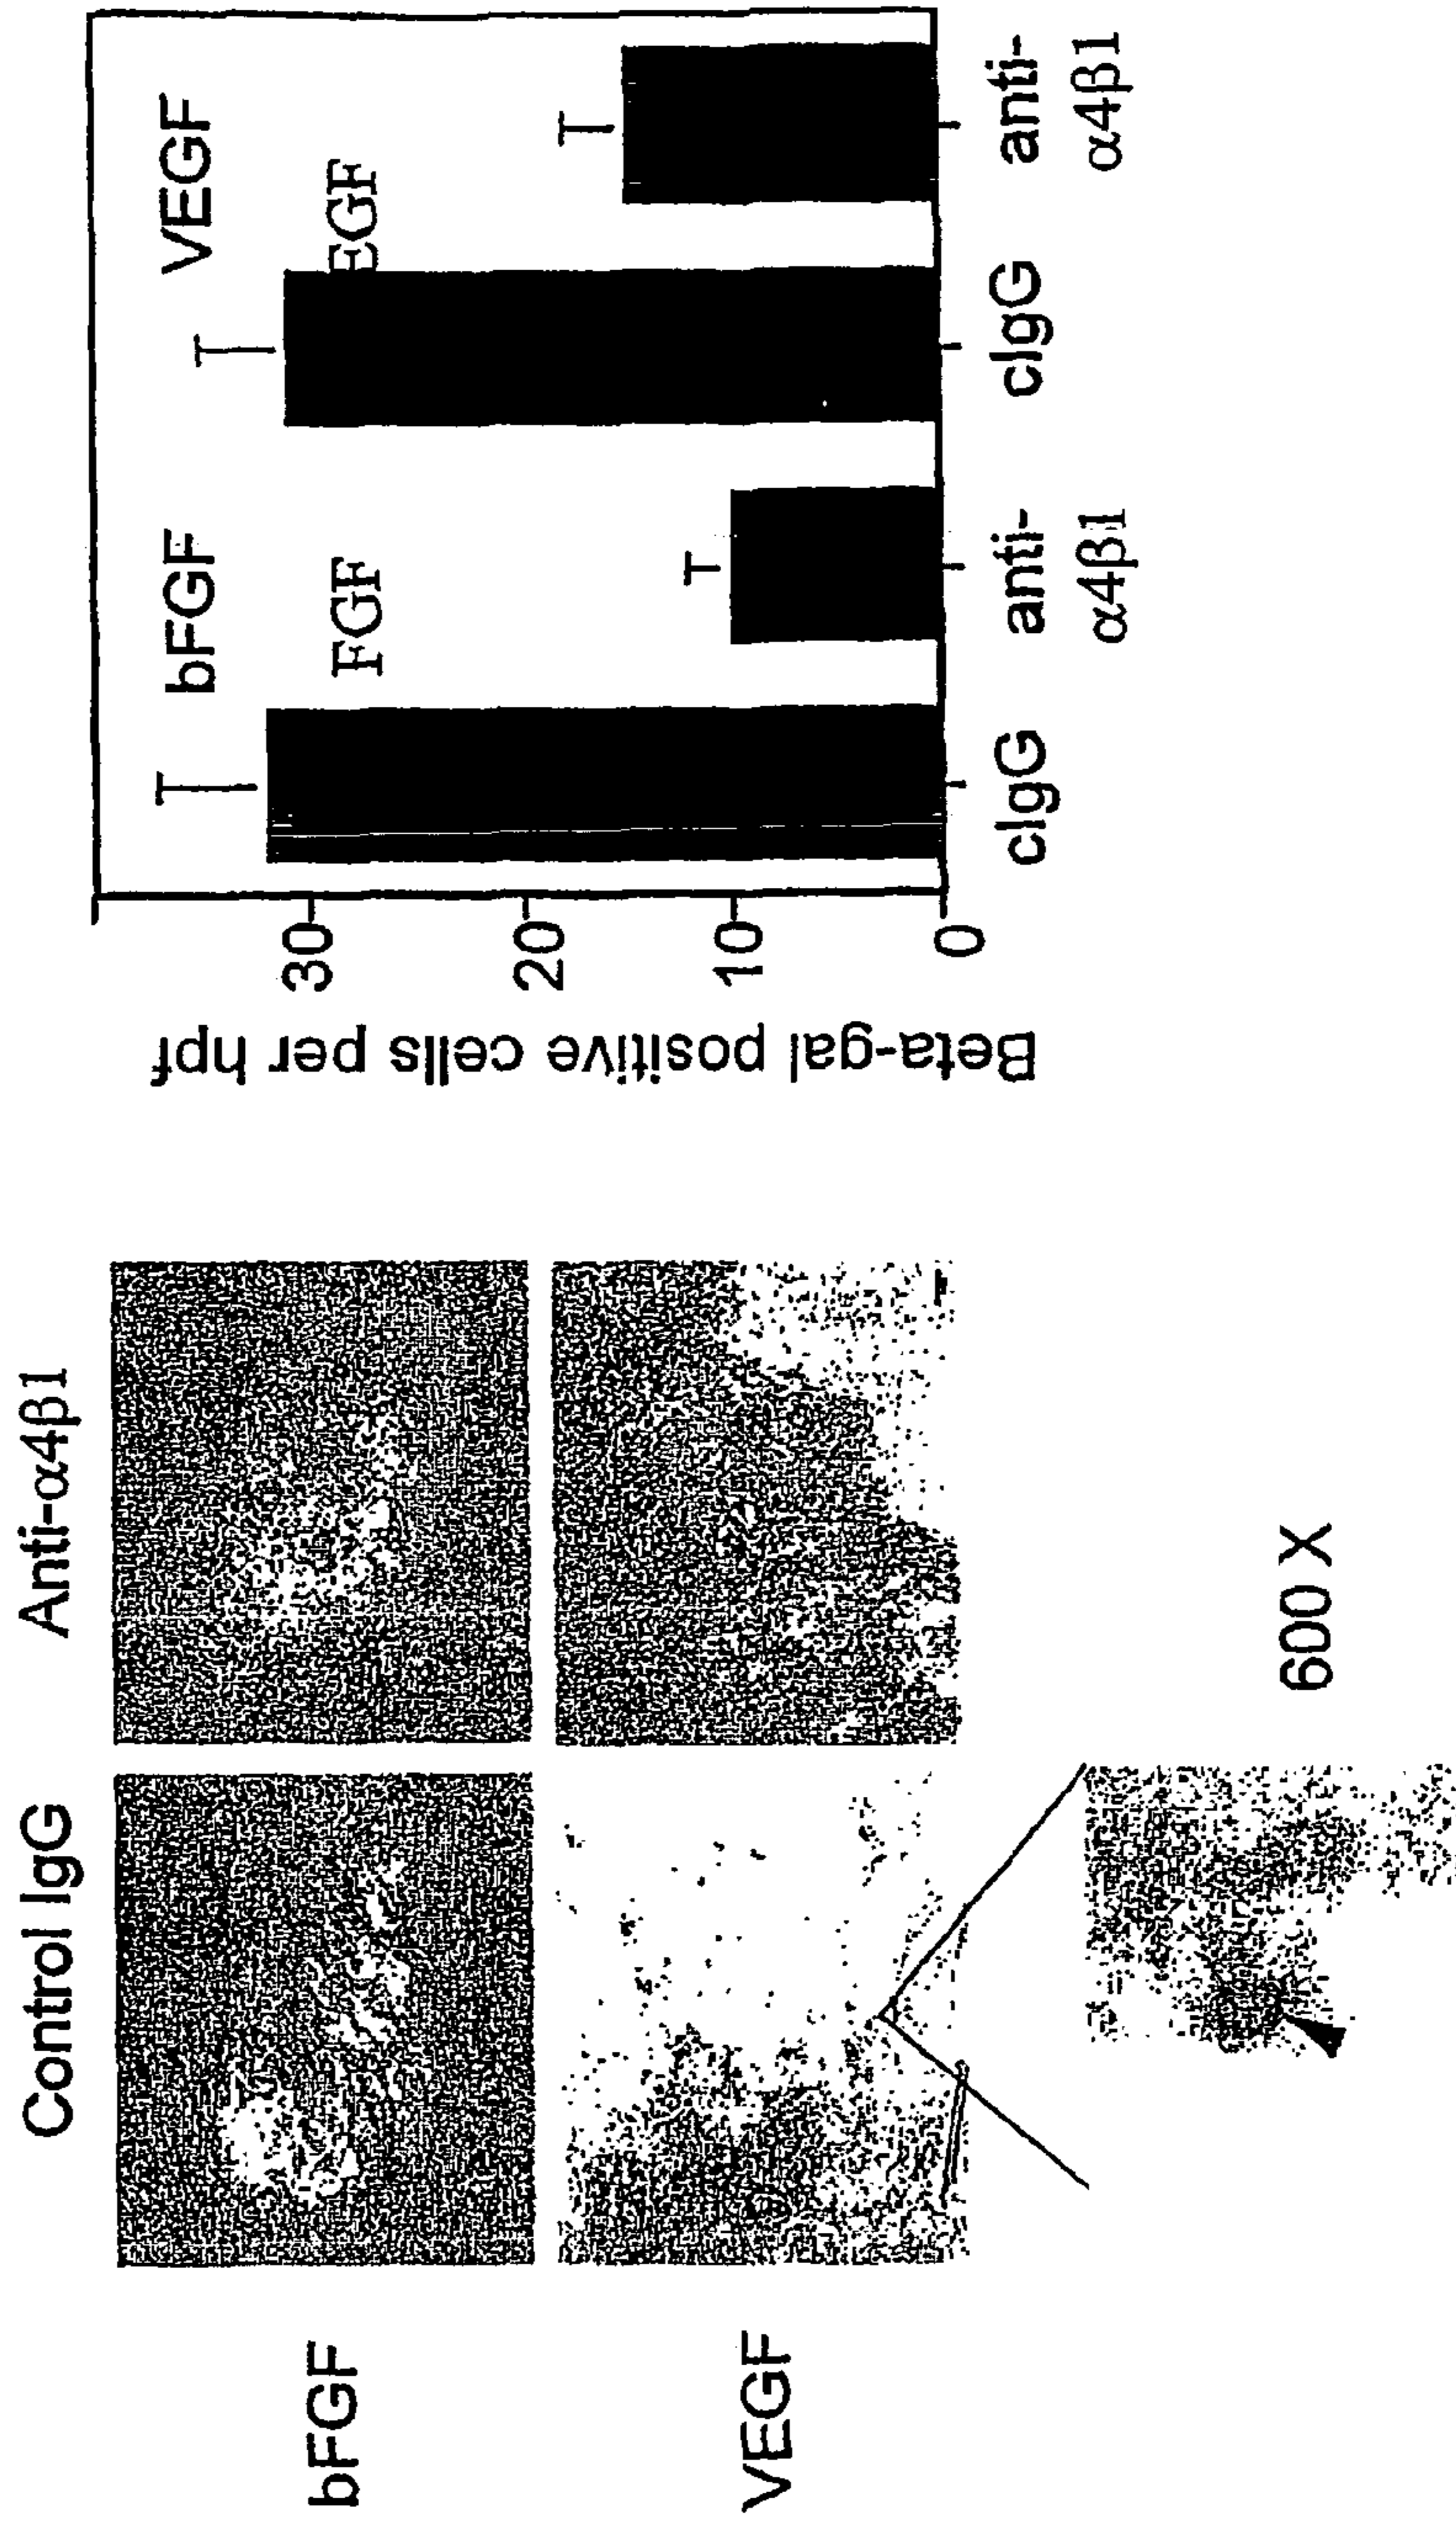 Control IgG
Anti-α4β1
bFGF
VEGF
600 X
Beta-gal positive cells per hpf
30
20
10
0
bFGF
VEGF
FGF
EGF
cIgG
anti-
α4β1
cIgG
anti-
α4β1